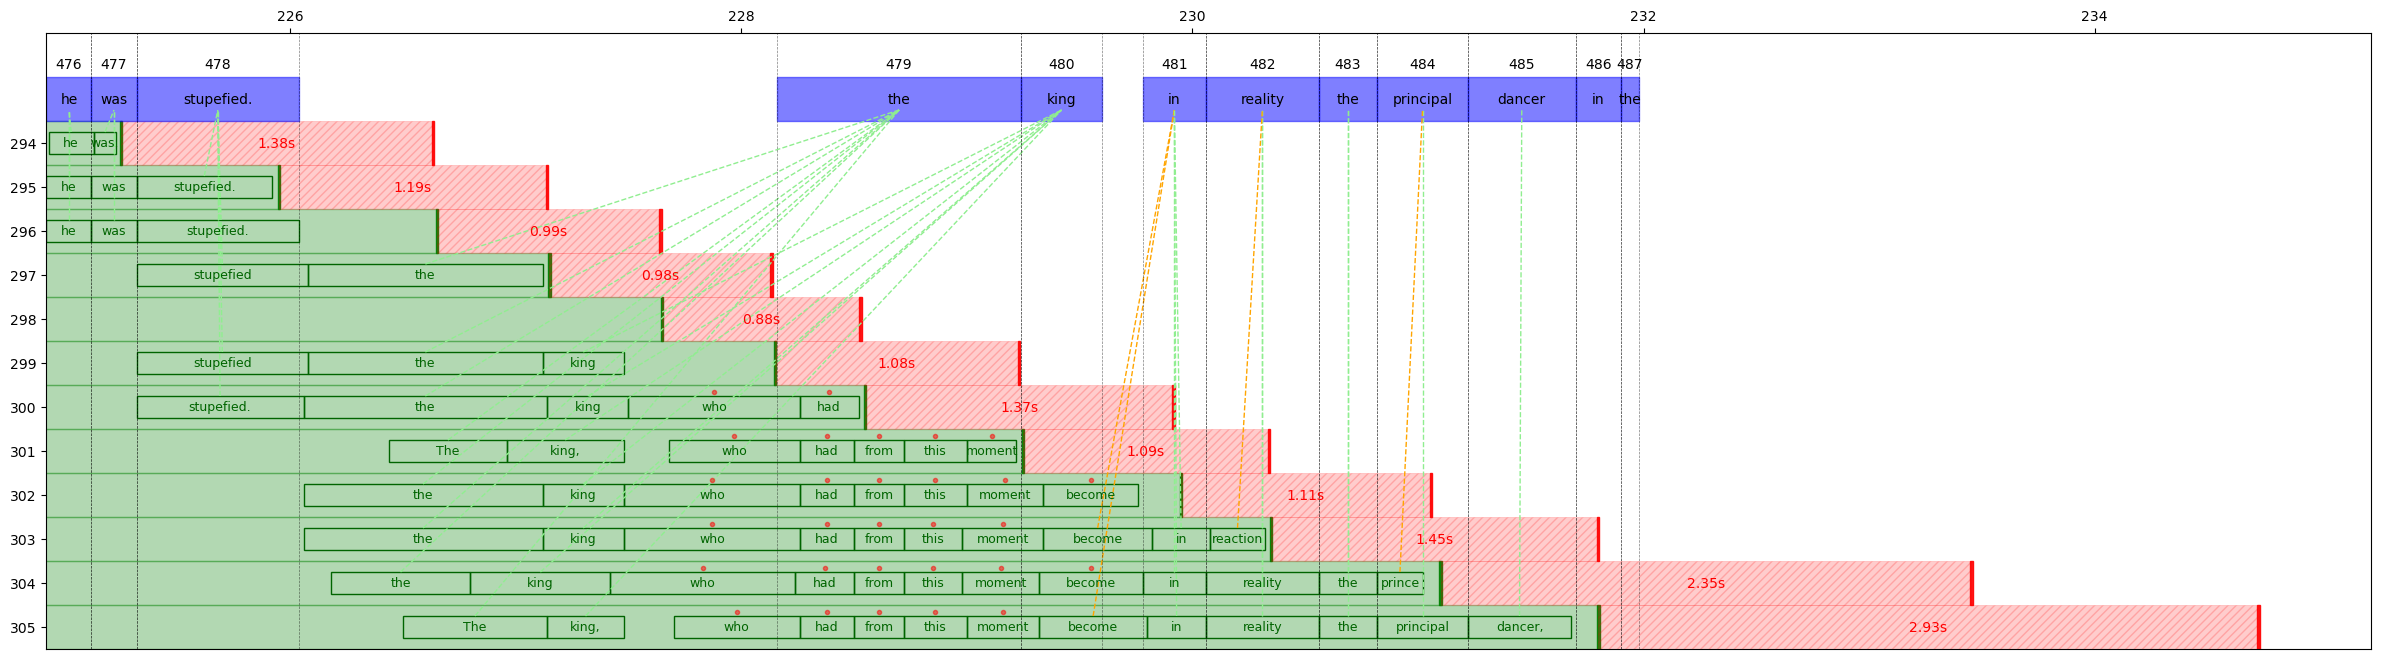 226 228 230 232 234
476 477 478 479 480 481 482 483 484 485 486 487
he was stupefied. the king in reality the principal dancer in the
294 he was 1.38s
295 he was stupefied. 1.19s
296 he was stupefied. 0.99s
297 stupefied the 0.98s
298 0.88s
299 stupefied the king 1.08s
300 stupefied. the king who had 1.37s
301 The king, who had from this moment 1.09s
302 the king who had from this moment become 1.11s
303 the king who had from this moment become in reaction 1.45s
304 the king who had from this moment become in reality the prince 2.35s
305 The king, who had from this moment become in reality the principal dancer, 2.93s